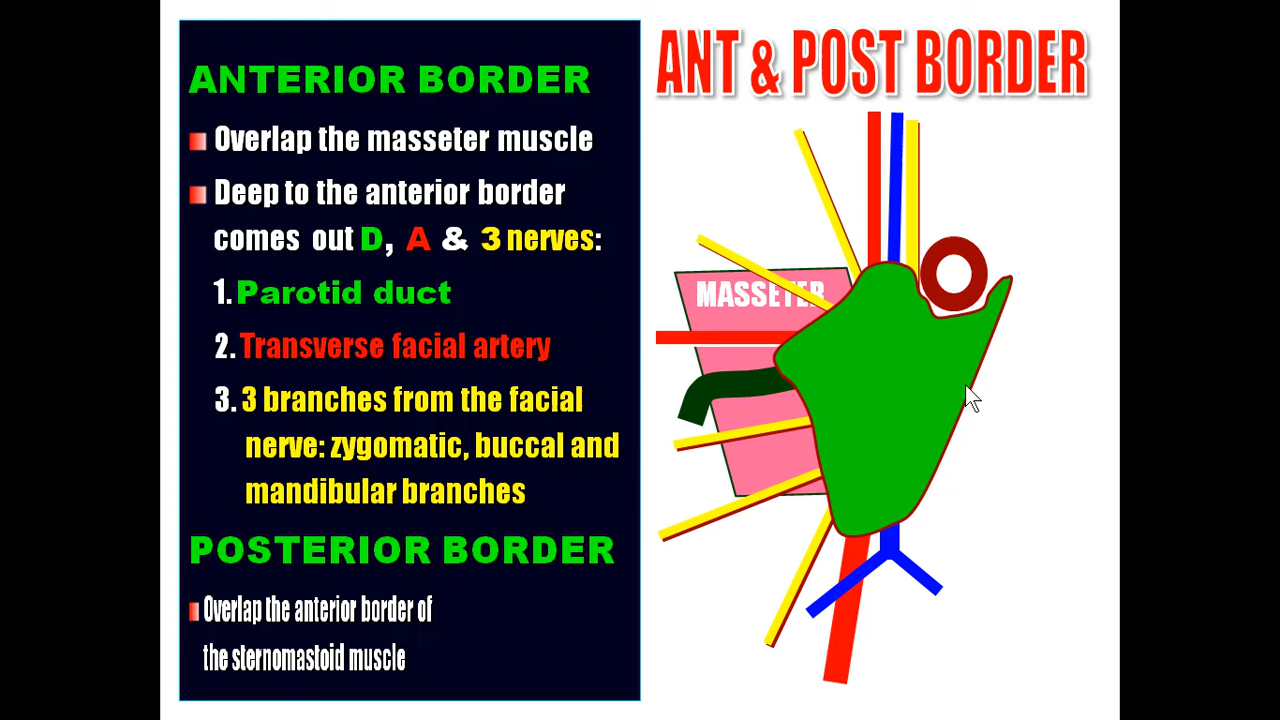 ANTERIOR BORDER
Overlap the masseter muscle
Deep to the anterior border
comes out D, A & 3 nerves:
1. Parotid duct
2. Transverse facial artery
3. 3 branches from the facial
nerve: zygomatic, buccal and
mandibular branches
POSTERIOR BORDER
Overlap the anterior border of
the sternomastoid muscle
ANT & POST BORDER
MASSETER